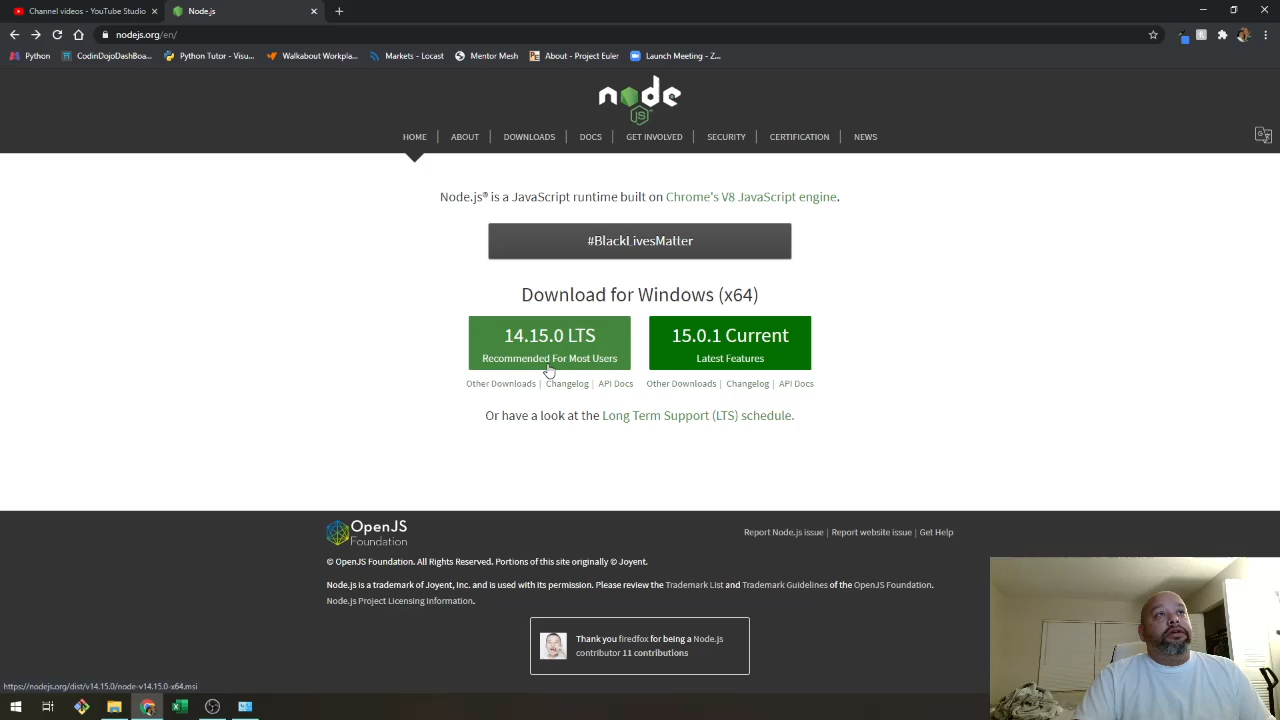 Channel videos - YouTube Studio
Node.js
nodejs.org/en/
Python
CodinDojoDashBoa...
Python Tutor - Visu...
Walkabout Workpla...
Markets - Locast
Mentor Mesh
About - Project Euler
Launch Meeting - Z...
node
JS
HOME
ABOUT
DOWNLOADS
DOCS
GET INVOLVED
SECURITY
CERTIFICATION
NEWS
Node.js® is a JavaScript runtime built on Chrome's V8 JavaScript engine.
#BlackLivesMatter
Download for Windows (x64)
14.15.0 LTS
Recommended For Most Users
15.0.1 Current
Latest Features
Other Downloads | Changelog | API Docs
Other Downloads | Changelog | API Docs
Or have a look at the Long Term Support (LTS) schedule.
OpenJS
Foundation
Report Node.js issue | Report website issue | Get Help
© OpenJS Foundation. All Rights Reserved. Portions of this site originally © Joyent.
Node.js is a trademark of Joyent, Inc. and is used with its permission. Please review the Trademark List and Trademark Guidelines of the OpenJS Foundation.
Node.js Project Licensing Information.
Thank you firedfox for being a Node.js
contributor 11 contributions
https://nodejs.org/dist/v14.15.0/node-v14.15.0-x64.msi